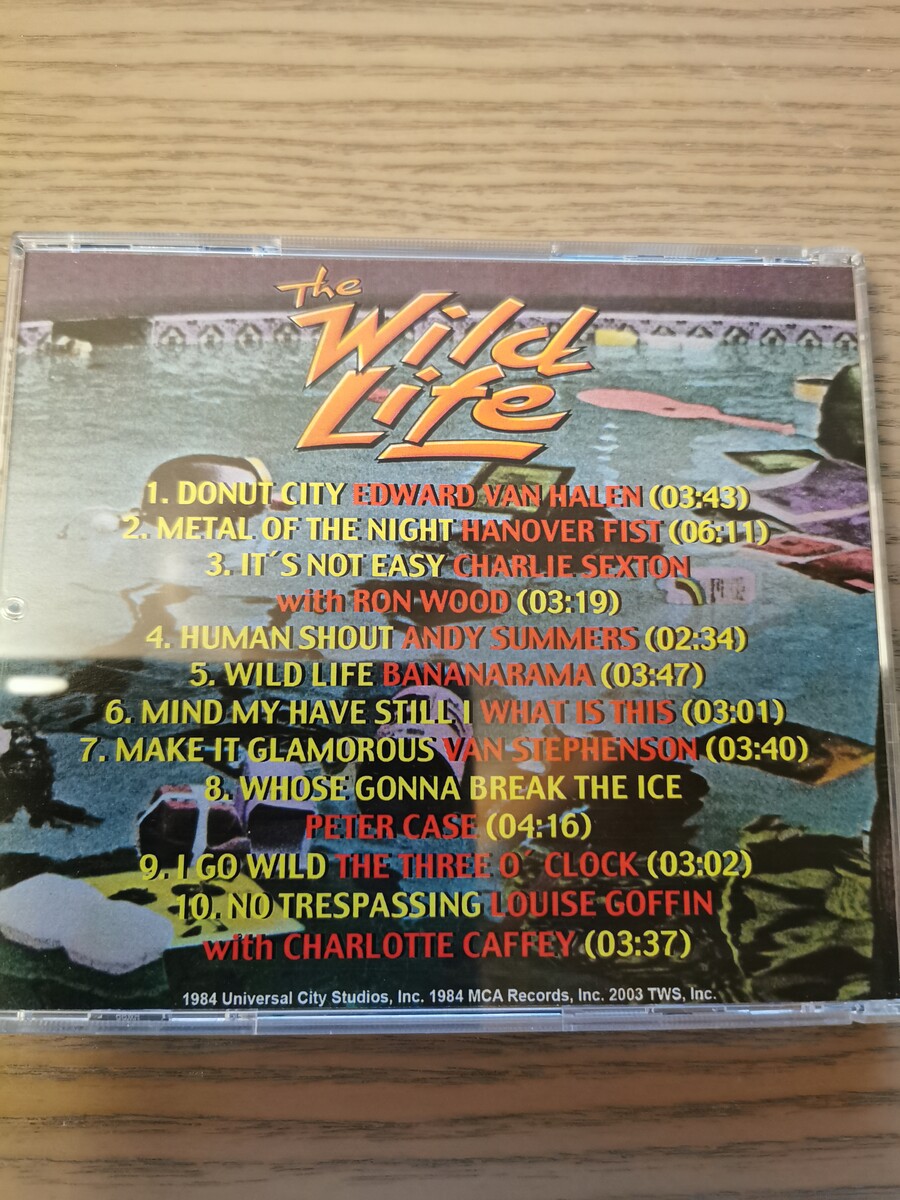 The
Wild
Life
1. DONUT CITY EDWARD VAN HALEN (03:43)
2. METAL OF THE NIGHT HANOVER FIST (06:11)
3. IT´S NOT EASY CHARLIE SEXTON
with RON WOOD (03:19)
4. HUMAN SHOUT ANDY SUMMERS (02:34)
5. WILD LIFE BANANARAMA (03:47)
6. MIND MY HAVE STILL I WHAT IS THIS (03:01)
7. MAKE IT GLAMOROUS VAN STEPHENSON (03:40)
8. WHOSE GONNA BREAK THE ICE
PETER CASE (04:16)
9. I GO WILD THE THREE O´ CLOCK (03:02)
10. NO TRESPASSING LOUISE GOFFIN
with CHARLOTTE CAFFEY (03:37)
1984 Universal City Studios, Inc. 1984 MCA Records, Inc. 2003 TWS, Inc.